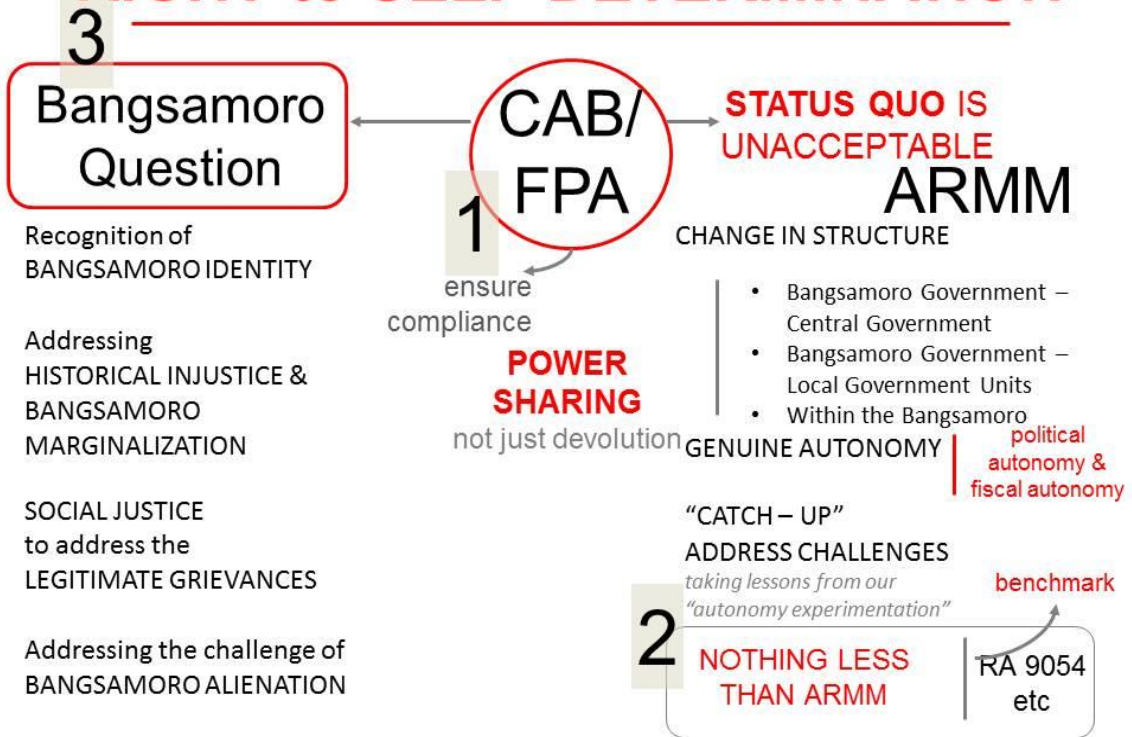 RIGHT to SELF DETERMINATION
3
Bangsamoro
Question
Recognition of
BANGSAMORO IDENTITY
Addressing
HISTORICAL INJUSTICE &
BANGSAMORO
MARGINALIZATION
SOCIAL JUSTICE
to address the
LEGITIMATE GRIEVANCES
Addressing the challenge of
BANGSAMORO ALIENATION
CAB/
FPA
1
ensure
compliance
POWER
SHARING
not just devolution
STATUS QUO IS
UNACCEPTABLE
ARMM
CHANGE IN STRUCTURE
• Bangsamoro Government –
Central Government
• Bangsamoro Government –
Local Government Units
• Within the Bangsamoro
GENUINE AUTONOMY
political
autonomy &
fiscal autonomy
“CATCH – UP”
ADDRESS CHALLENGES
taking lessons from our
“autonomy experimentation”
benchmark
2
NOTHING LESS
THAN ARMM
RA 9054
etc